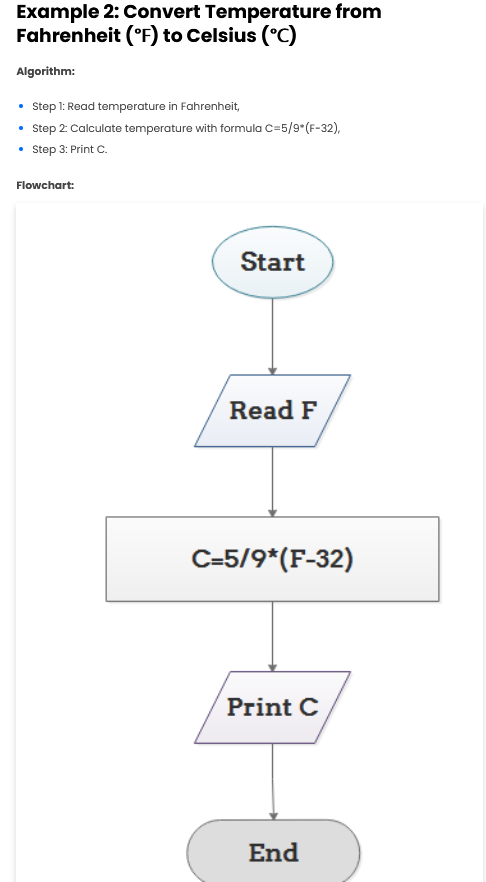 Example 2: Convert Temperature from
Fahrenheit (℉) to Celsius (℃)
Algorithm:
Step 1: Read temperature in Fahrenheit,
Step 2: Calculate temperature with formula C=5/9*(F-32),
Step 3: Print C.
Flowchart:
Start
Read F
C=5/9*(F-32)
Print C
End